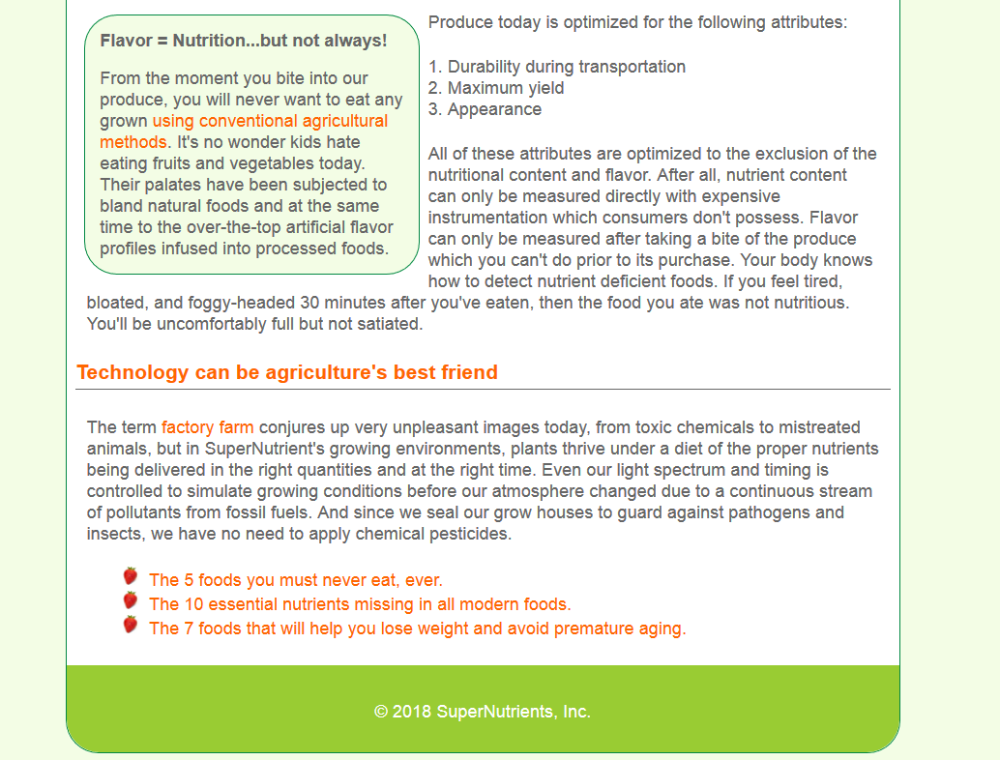 Flavor = Nutrition...but not always!
From the moment you bite into our
produce, you will never want to eat any
grown using conventional agricultural
methods. It's no wonder kids hate
eating fruits and vegetables today.
Their palates have been subjected to
bland natural foods and at the same
time to the over-the-top artificial flavor
profiles infused into processed foods.
Produce today is optimized for the following attributes:
1. Durability during transportation
2. Maximum yield
3. Appearance
All of these attributes are optimized to the exclusion of the
nutritional content and flavor. After all, nutrient content
can only be measured directly with expensive
instrumentation which consumers don't possess. Flavor
can only be measured after taking a bite of the produce
which you can't do prior to its purchase. Your body knows
how to detect nutrient deficient foods. If you feel tired,
bloated, and foggy-headed 30 minutes after you've eaten, then the food you ate was not nutritious.
You'll be uncomfortably full but not satiated.
Technology can be agriculture's best friend
The term factory farm conjures up very unpleasant images today, from toxic chemicals to mistreated
animals, but in SuperNutrient's growing environments, plants thrive under a diet of the proper nutrients
being delivered in the right quantities and at the right time. Even our light spectrum and timing is
controlled to simulate growing conditions before our atmosphere changed due to a continuous stream
of pollutants from fossil fuels. And since we seal our grow houses to guard against pathogens and
insects, we have no need to apply chemical pesticides.
The 5 foods you must never eat, ever.
The 10 essential nutrients missing in all modern foods.
The 7 foods that will help you lose weight and avoid premature aging.
© 2018 SuperNutrients, Inc.